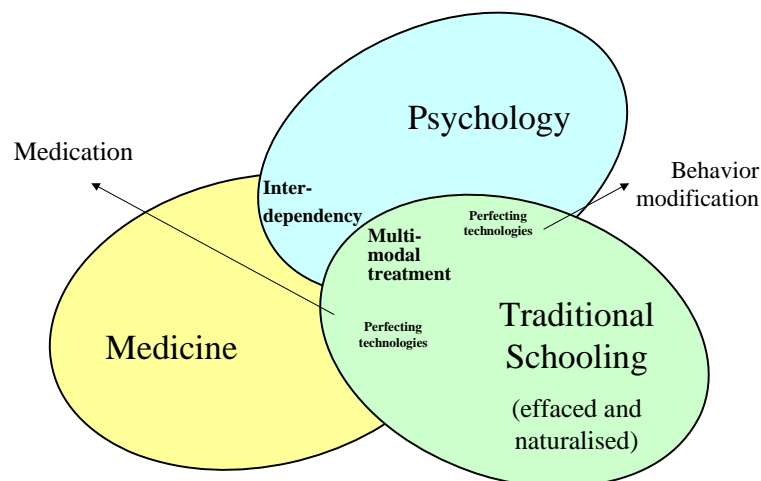 Psychology
Medication
Behavior
modification
Inter-
dependency
Perfecting
technologies
Multi-
modal
treatment
Perfecting
technologies
Medicine
Traditional
Schooling
(effaced and
naturalised)